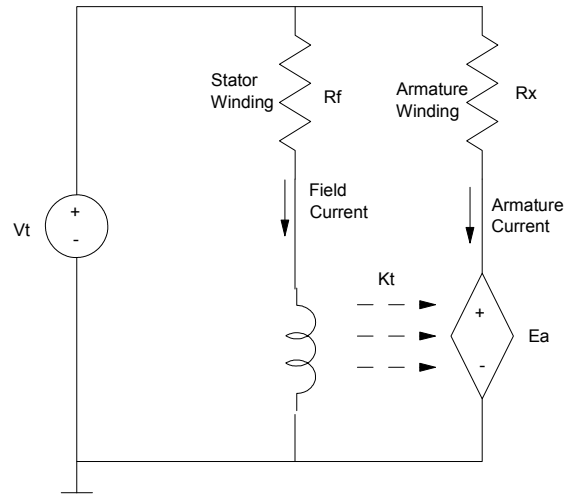 Stator
Winding
Rf
Armature
Winding
Rx
Field
Current
Armature
Current
Vt
+
-
Kt
+
-
Ea